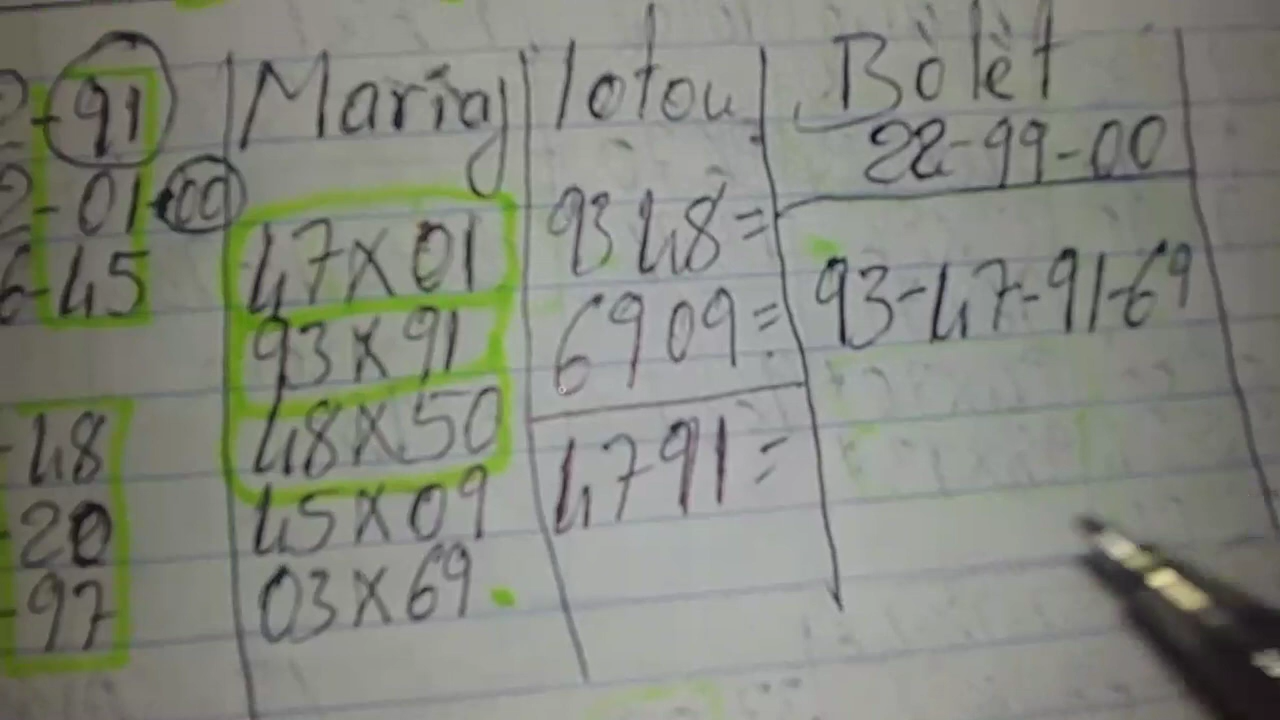 -91
-01-00
6-45
-48
-20
-97
Mariaj
47X01
93X91
48X50
45X09
03X69
lotou
9348=
6909=
4791=
Bòlèt
22-99-00
93-47-91-69